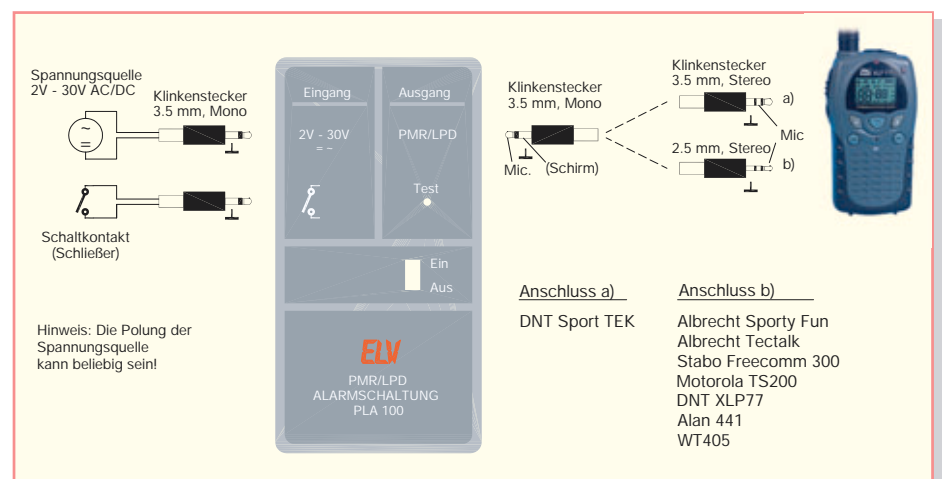 Spannungsquelle
2V - 30V AC/DC
Klinkenstecker
3.5 mm, Mono
~
=
Schaltkontakt
(Schließer)
Hinweis: Die Polung der
Spannungsquelle
kann beliebig sein!
Eingang
2V - 30V
= ~
Ausgang
PMR/LPD
Test
Ein
Aus
ELV
PMR/LPD
ALARMSCHALTUNG
PLA 100
Klinkenstecker
3.5 mm, Mono
Mic.
(Schirm)
Klinkenstecker
3.5 mm, Stereo
a)
Mic
2.5 mm, Stereo
b)
Anschluss a)
DNT Sport TEK
Anschluss b)
Albrecht Sporty Fun
Albrecht Tectalk
Stabo Freecomm 300
Motorola TS200
DNT XLP77
Alan 441
WT405